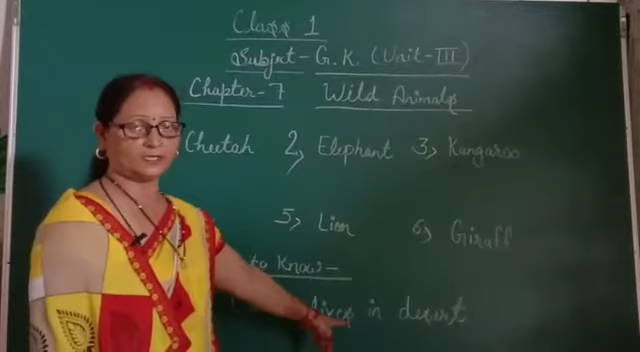 Class 1
Subject - G.K. (Unit - III)
Chapter - 7 Wild Animals
Cheetah 2, Elephant 3, Kangaroo
5, Lion 6, Giraff
to Know -
lives in desert